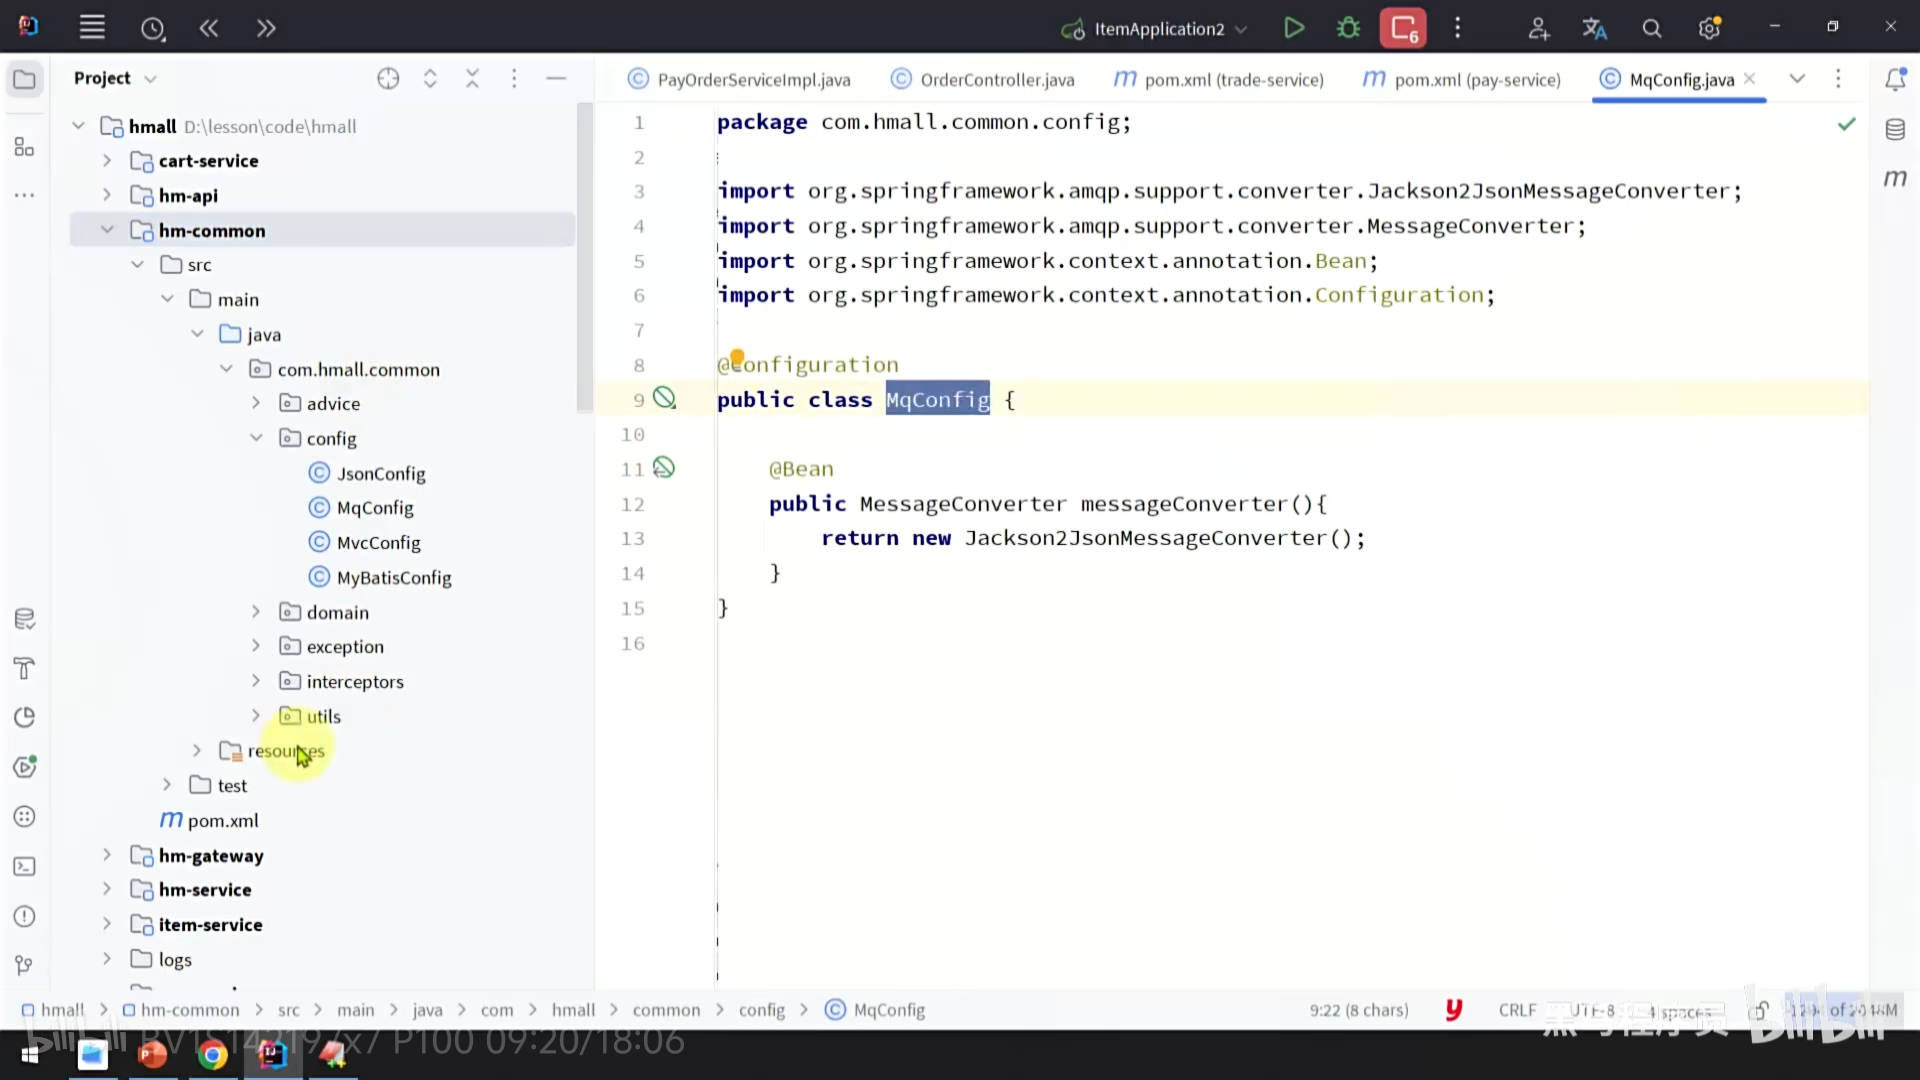 ItemApplication2
6
Project
PayOrderServiceImpl.java
OrderController.java
pom.xml (trade-service)
pom.xml (pay-service)
MqConfig.java
hmall D:\lesson\code\hmall
cart-service
hm-api
hm-common
src
main
java
com.hmall.common
advice
config
JsonConfig
MqConfig
MvcConfig
MyBatisConfig
domain
exception
interceptors
utils
resources
test
pom.xml
hm-gateway
hm-service
item-service
logs
1 package com.hmall.common.config;
2
3 import org.springframework.amqp.support.converter.Jackson2JsonMessageConverter;
4 import org.springframework.amqp.support.converter.MessageConverter;
5 import org.springframework.context.annotation.Bean;
6 import org.springframework.context.annotation.Configuration;
7
8 @Configuration
9 public class MqConfig {
10
11 @Bean
12 public MessageConverter messageConverter(){
13 return new Jackson2JsonMessageConverter();
14 }
15 }
16
hmall > hm-common > src > main > java > com > hmall > common > config > MqConfig
9:22 (8 chars)
CRLF
UTF-8
4 spaces
黑马程序员
bilibili
P100 09:20/18:06